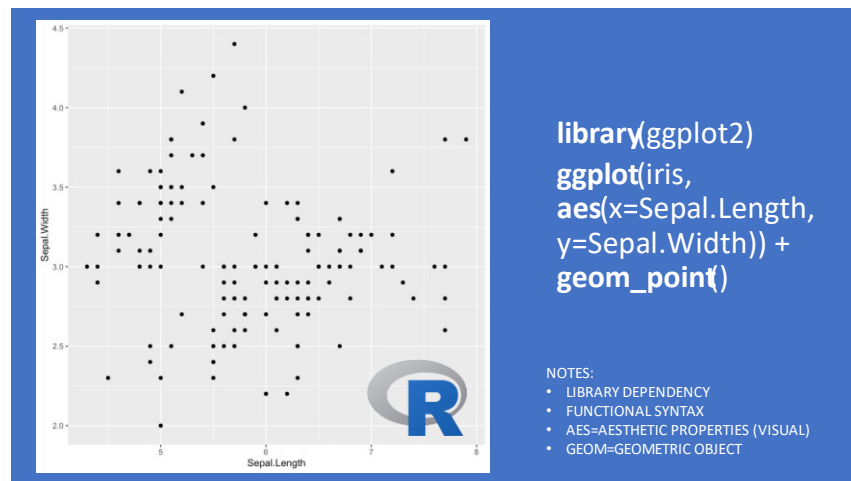 4.5
4.0
3.5
3.0
2.5
2.0
Sepal.Width
5
6
7
8
Sepal.Length
R
library(ggplot2)
ggplot(iris,
aes(x=Sepal.Length,
y=Sepal.Width)) +
geom_point()
NOTES:
• LIBRARY DEPENDENCY
• FUNCTIONAL SYNTAX
• AES=AESTHETIC PROPERTIES (VISUAL)
• GEOM=GEOMETRIC OBJECT